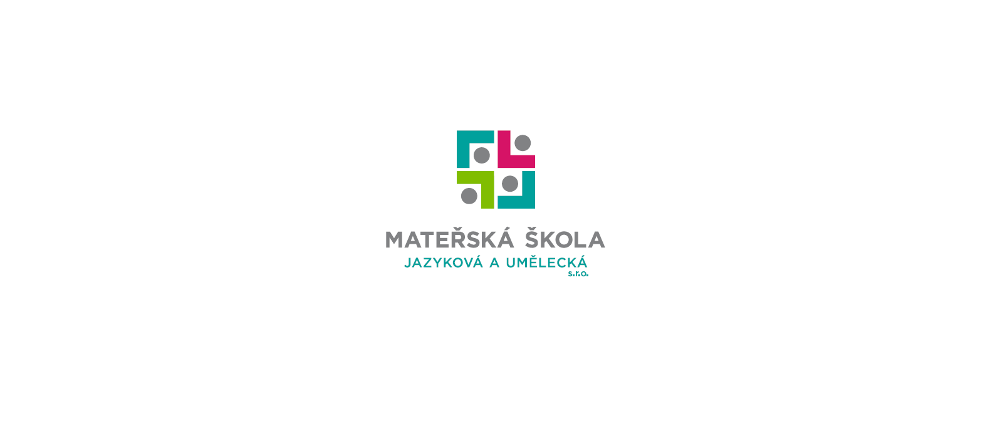 MATEŘSKÁ ŠKOLA
JAZYKOVÁ A UMĚLECKÁ
s.r.o.